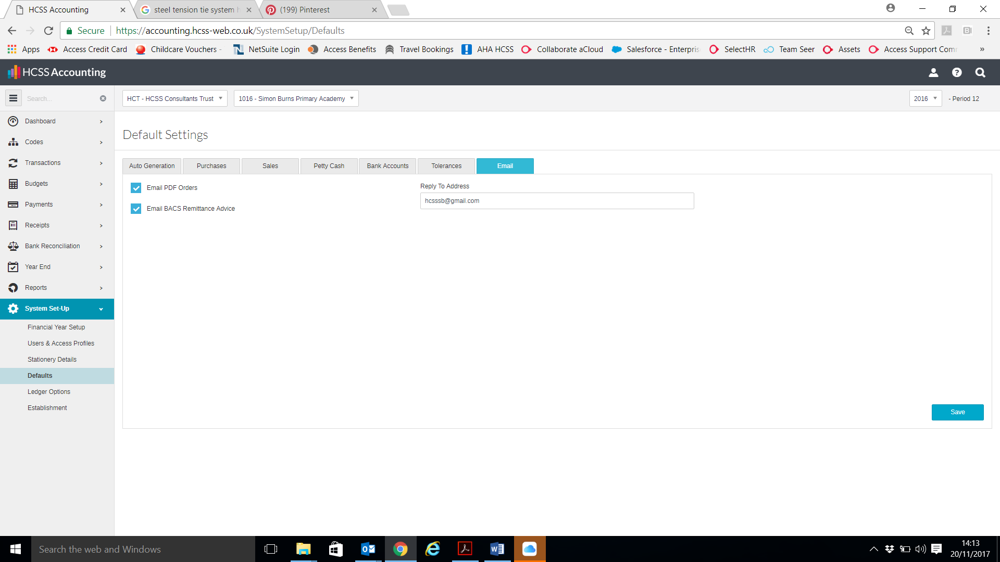 HCSS Accounting
steel tension tie system
(199) Pinterest
Secure
https://accounting.hcss-web.co.uk/SystemSetup/Defaults
Apps
Access Credit Card
Childcare Vouchers -
NetSuite Login
Access Benefits
Travel Bookings
AHA HCSS
Collaborate aCloud
Salesforce - Enterpris
SelectHR
Team Seer
Assets
Access Support Com
»
HCSS Accounting
Search...
HCT - HCSS Consultants Trust
1016 - Simon Burns Primary Academy
2016
- Period 12
Dashboard
Codes
Transactions
Budgets
Payments
Receipts
Bank Reconciliation
Year End
Reports
System Set-Up
Financial Year Setup
Users & Access Profiles
Stationery Details
Defaults
Ledger Options
Establishment
Default Settings
Auto Generation
Purchases
Sales
Petty Cash
Bank Accounts
Tolerances
Email
Email PDF Orders
Email BACS Remittance Advice
Reply To Address
hcsssb@gmail.com
Save
Search the web and Windows
14:13
20/11/2017